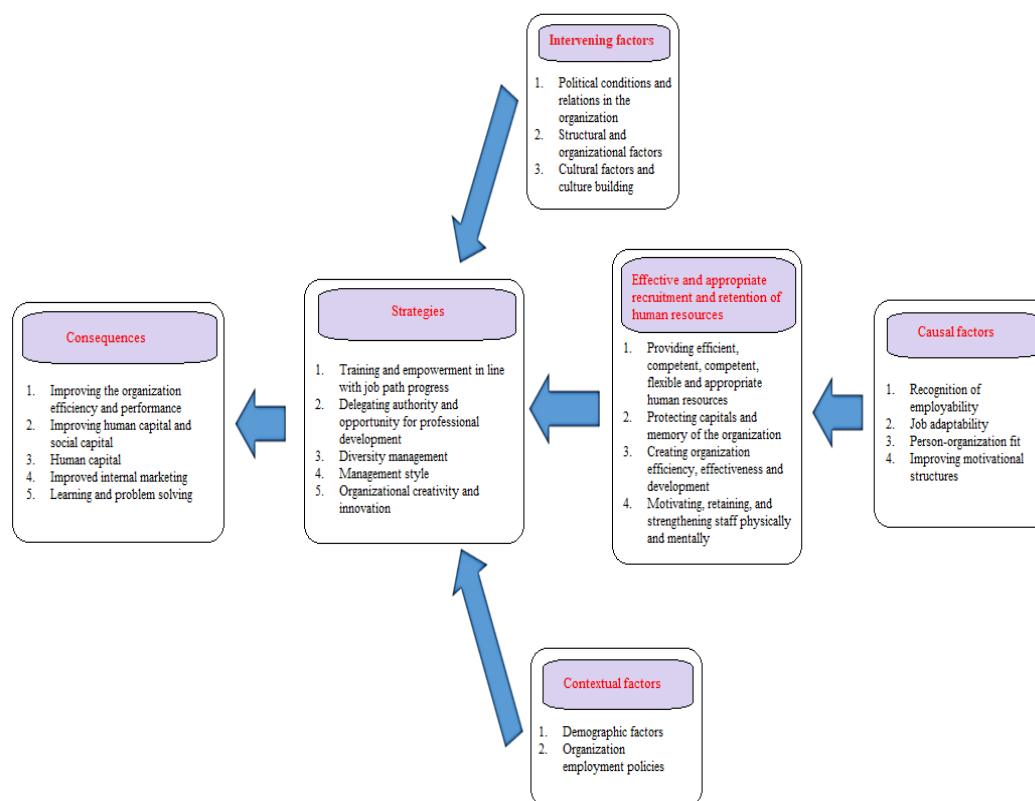 Intervening factors
1. Political conditions and
relations in the
organization
2. Structural and
organizational factors
3. Cultural factors and
culture building
Consequences
1. Improving the organization
efficiency and performance
2. Improving human capital and
social capital
3. Human capital
4. Improved internal marketing
5. Learning and problem solving
Strategies
1. Training and empowerment in line
with job path progress
2. Delegating authority and
opportunity for professional
development
3. Diversity management
4. Management style
5. Organizational creativity and
innovation
Effective and appropriate
recruitment and retention of
human resources
1. Providing efficient,
competent, competent,
flexible and appropriate
human resources
2. Protecting capitals and
memory of the organization
3. Creating organization
efficiency, effectiveness and
development
4. Motivating, retaining, and
strengthening staff physically
and mentally
Causal factors
1. Recognition of
employability
2. Job adaptability
3. Person-organization fit
4. Improving motivational
structures
Contextual factors
1. Demographic factors
2. Organization
employment policies